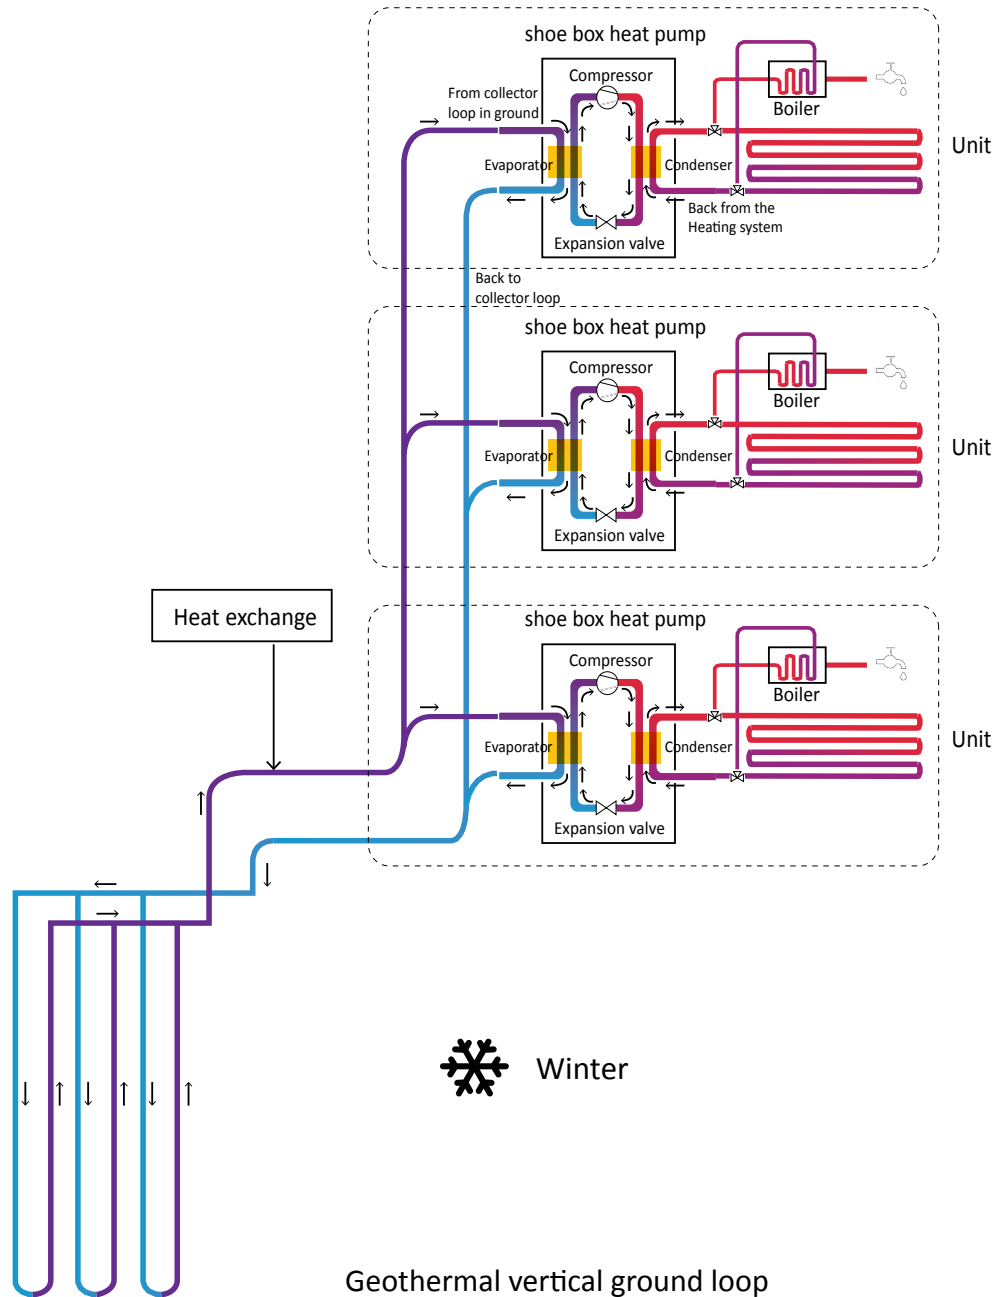 shoe box heat pump
Compressor
From collector
loop in ground
Boiler
Unit
Evaporator
Condenser
Back from the
Heating system
Expansion valve
Back to
collector loop
shoe box heat pump
Compressor
Boiler
Unit
Evaporator
Condenser
Expansion valve
Heat exchange
shoe box heat pump
Compressor
Boiler
Unit
Evaporator
Condenser
Expansion valve
Winter
Geothermal vertical ground loop